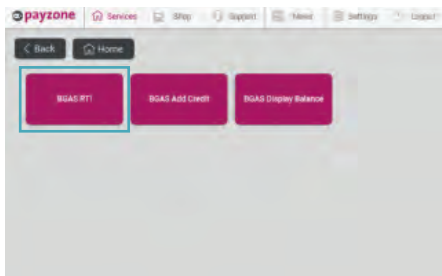 payzone Services Shop Support News Settings Logout
< Back Home
BGAS RTI BGAS Add Credit BGAS Display Balance